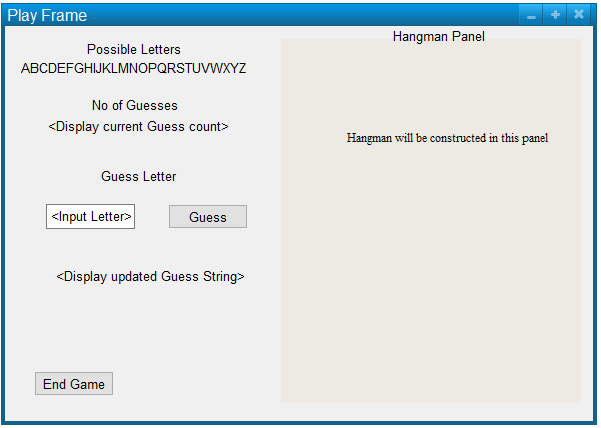 Play Frame
Possible Letters
ABCDEFGHIJKLMNOPQRSTUVWXYZ
No of Guesses
<Display current Guess count>
Guess Letter
<Input Letter>
Guess
<Display updated Guess String>
End Game
Hangman Panel
Hangman will be constructed in this panel